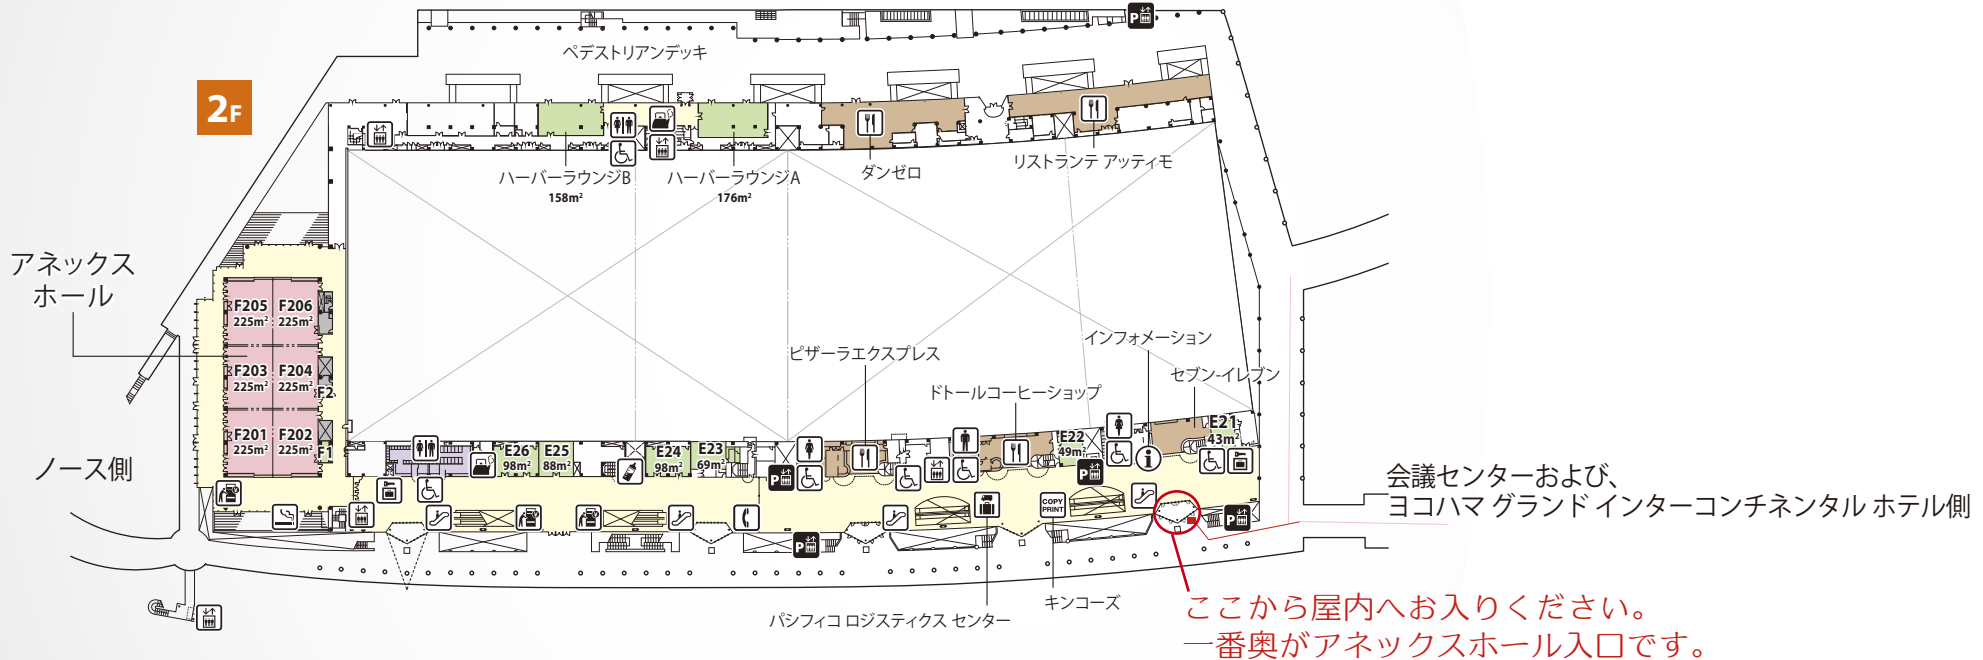 ペデストリアンデッキ
2F
ハーバーラウンジB
158m²
ハーバーラウンジA
176m²
ダンゼロ
リストランテ アッティモ
アネックス
ホール
F205
225m²
F206
225m²
F203
225m²
F204
225m²
F2
F201
225m²
F202
225m²
F1
ノース側
ピザーラエクスプレス
インフォメーション
ドトールコーヒーショップ
セブン-イレブン
E26
98m²
E25
88m²
E24
98m²
E23
69m²
E22
49m²
E21
43m²
P
P
P
P
P
i
COPY
PRINT
会議センターおよび、
ヨコハマ グランド インターコンチネンタル ホテル側
パシフィコ ロジスティクス センター
キンコーズ
ここから屋内へお入りください。
一番奥がアネックスホール入口です。